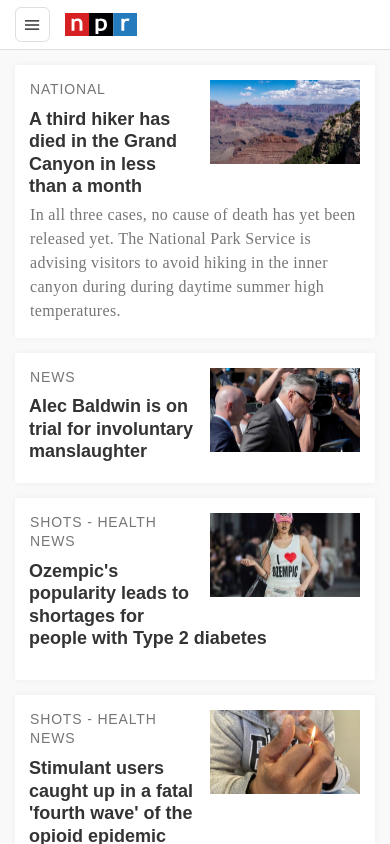 npr
NATIONAL
A third hiker has
died in the Grand
Canyon in less
than a month
In all three cases, no cause of death has yet been
released yet. The National Park Service is
advising visitors to avoid hiking in the inner
canyon during during daytime summer high
temperatures.
NEWS
Alec Baldwin is on
trial for involuntary
manslaughter
SHOTS - HEALTH
NEWS
Ozempic's
popularity leads to
shortages for
people with Type 2 diabetes
I
OZEMPIC
SHOTS - HEALTH
NEWS
Stimulant users
caught up in a fatal
'fourth wave' of the
opioid epidemic